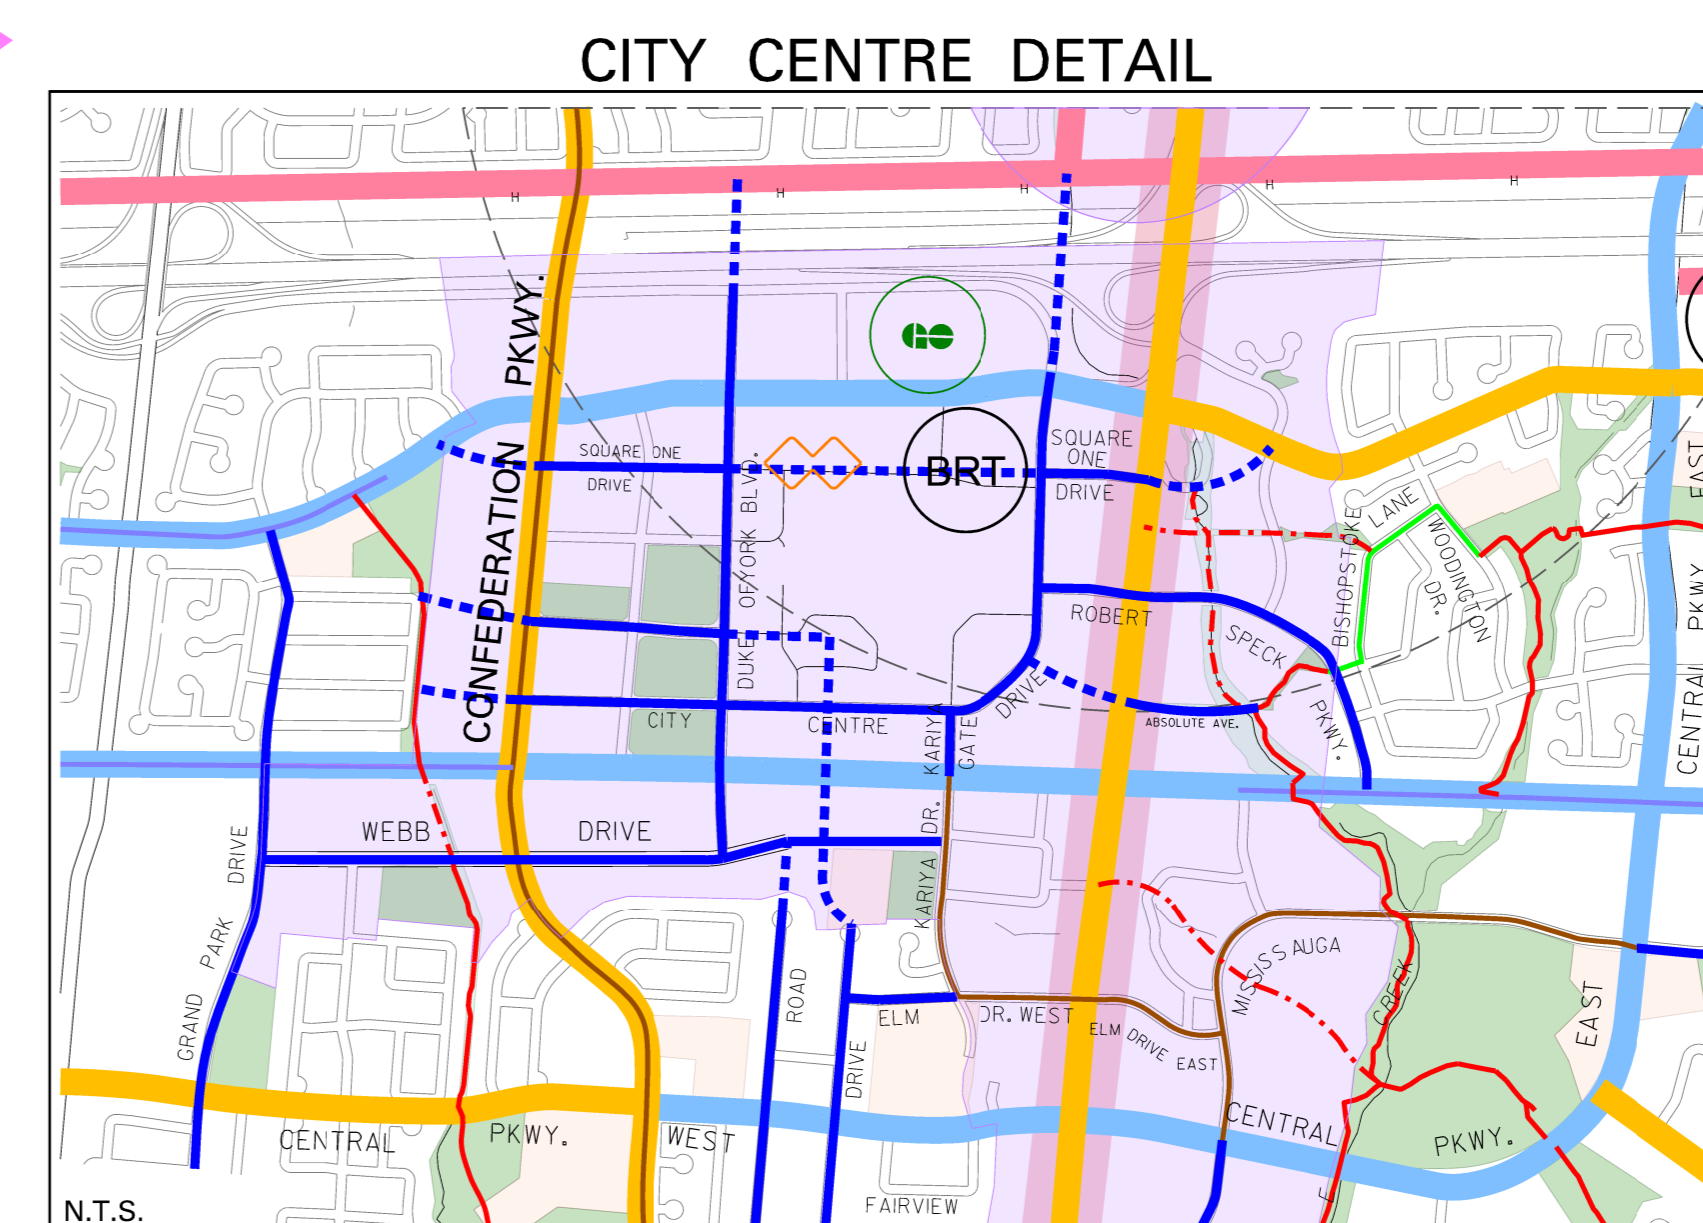 CITY CENTRE DETAIL
H
H
H
H
H
PKWY.
CONFEDERATION
SQUARE ONE
DRIVE
BLVD.
OF YORK
DUKE
GO
BRT
SQUARE
ONE
DRIVE
LANE
BISHOPSTOKE
WOODINGTON
DR.
EAST
PKWY
CENTRAL
ROBERT
SPECK
PKWY.
CITY
CENTRE
DRIVE
KARIYA
GATE
ABSOLUTE AVE.
WEBB
DRIVE
DR.
KARIYA
DRIVE
PARK
GRAND
ROAD
DRIVE
ELM
DR. WEST
ELM DRIVE EAST
MISSISSAUGA
CREEK
EAST
CENTRAL
PKWY.
WEST
CENTRAL
PKWY.
FAIRVIEW
E
N.T.S.